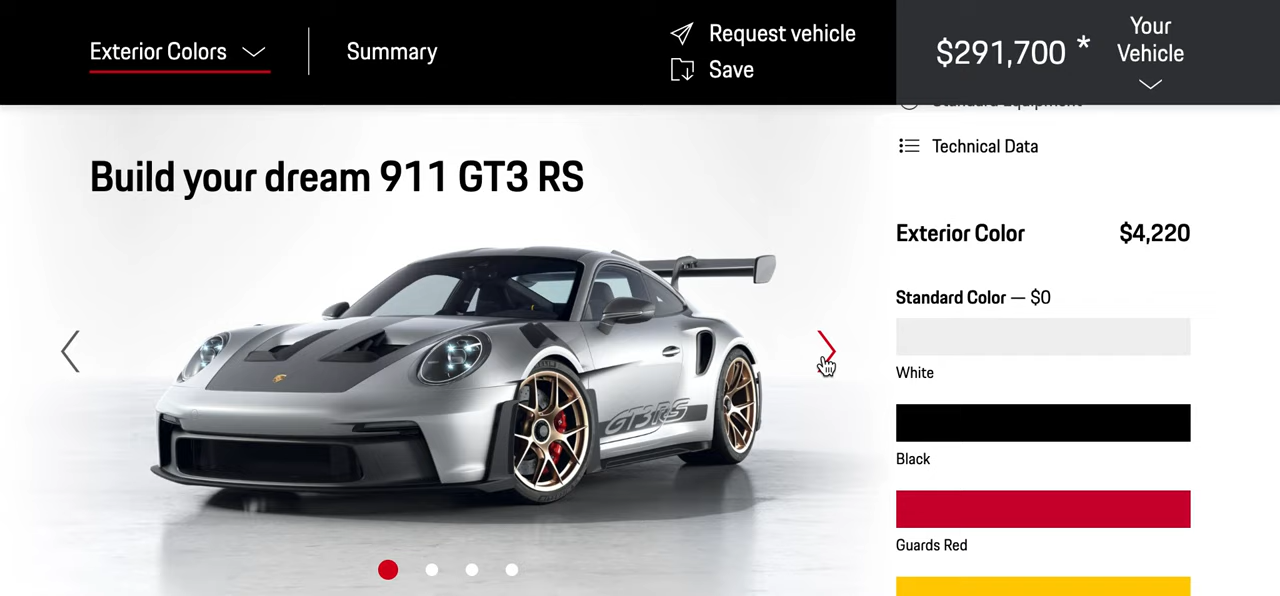 Exterior Colors
Summary
Request vehicle
Save
$291,700 *
Your
Vehicle
Technical Data
Build your dream 911 GT3 RS
Exterior Color
$4,220
Standard Color — $0
White
Black
Guards Red
GT3RS